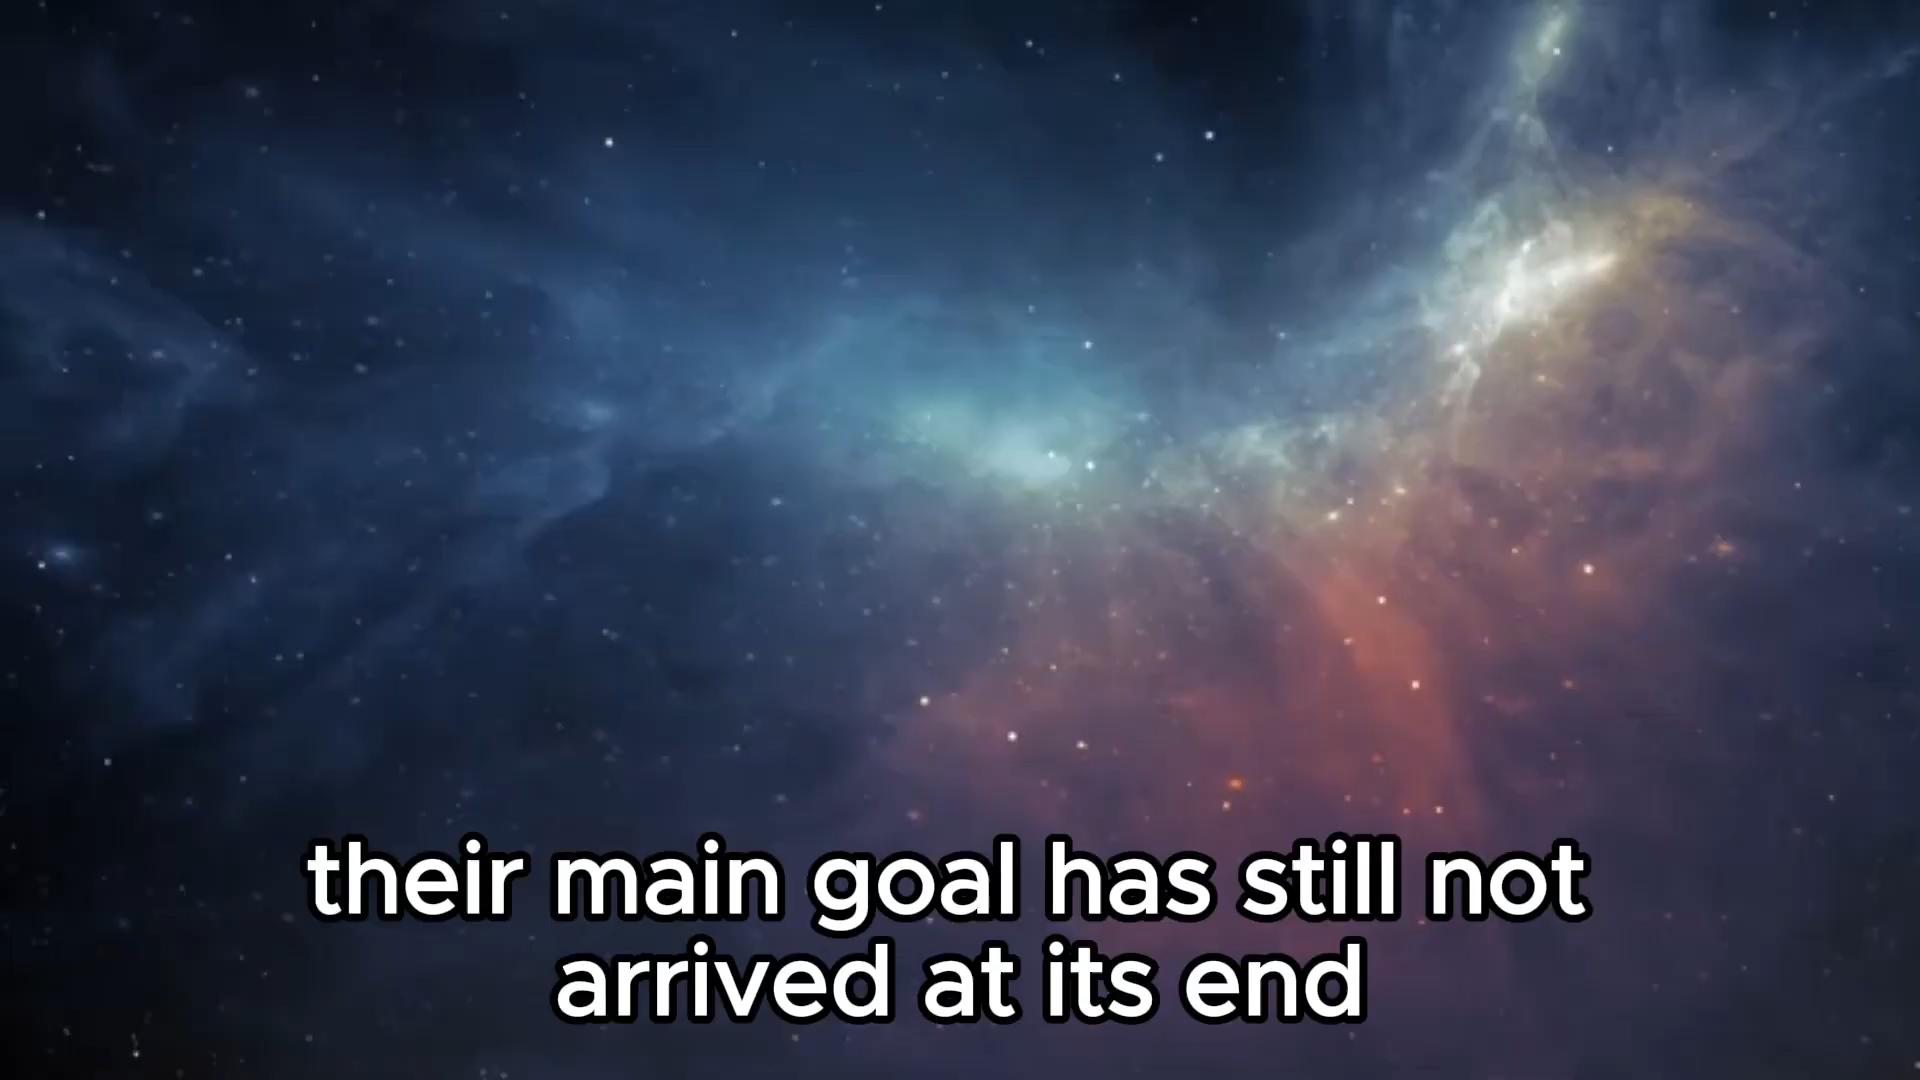 their main goal has still not
arrived at its end